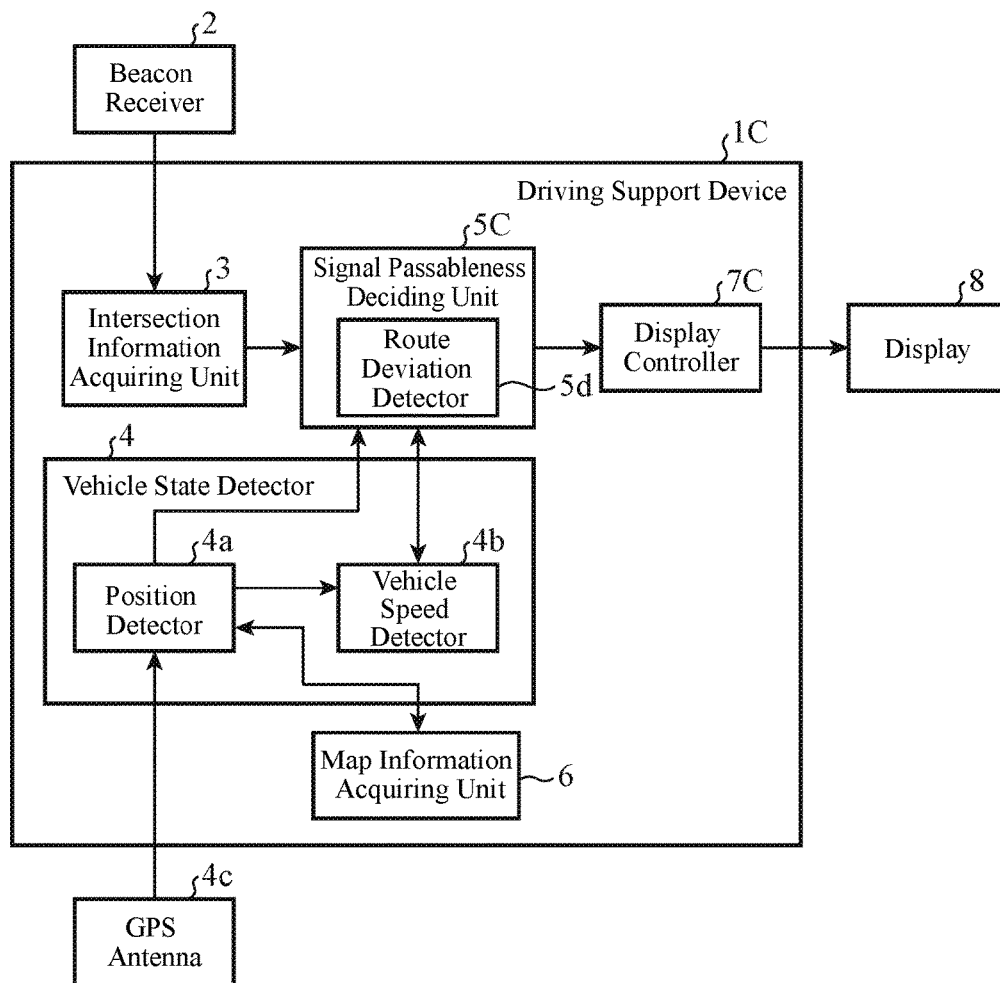 2
Beacon
Receiver
1C
Driving Support Device
5C
Signal Passableness
Deciding Unit
3
Intersection
Information
Acquiring Unit
Route
Deviation
Detector
5d
7C
Display
Controller
8
Display
4
Vehicle State Detector
4a
Position
Detector
4b
Vehicle
Speed
Detector
Map Information
Acquiring Unit
6
4c
GPS
Antenna